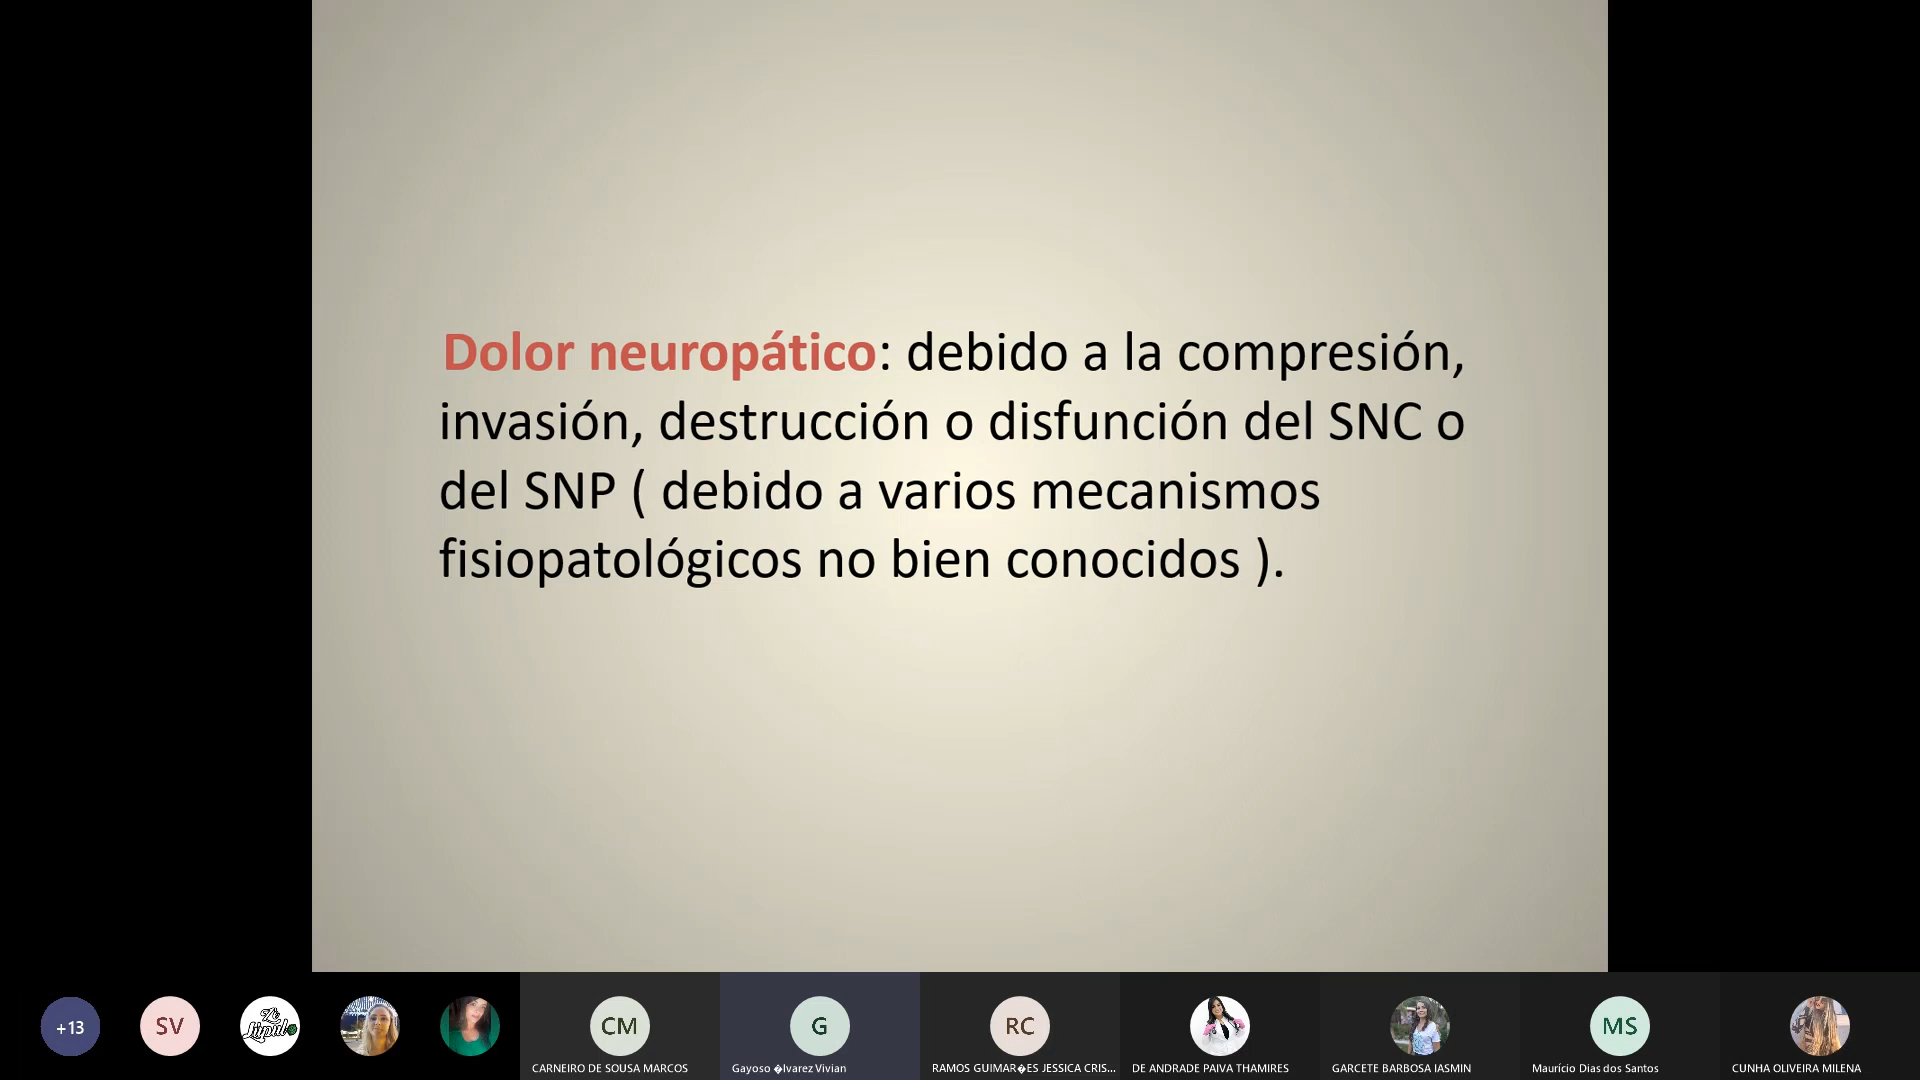 Dolor neuropático: debido a la compresión,
invasión, destrucción o disfunción del SNC o
del SNP ( debido a varios mecanismos
fisiopatológicos no bien conocidos ).
+13
SV
CM
G
RC
MS
CARNEIRO DE SOUSA MARCOS
Gayoso �lvarez Vivian
RAMOS GUIMAR�ES JESSICA CRIS...
DE ANDRADE PAIVA THAMIRES
GARCETE BARBOSA IASMIN
Maurício Dias dos Santos
CUNHA OLIVEIRA MILENA